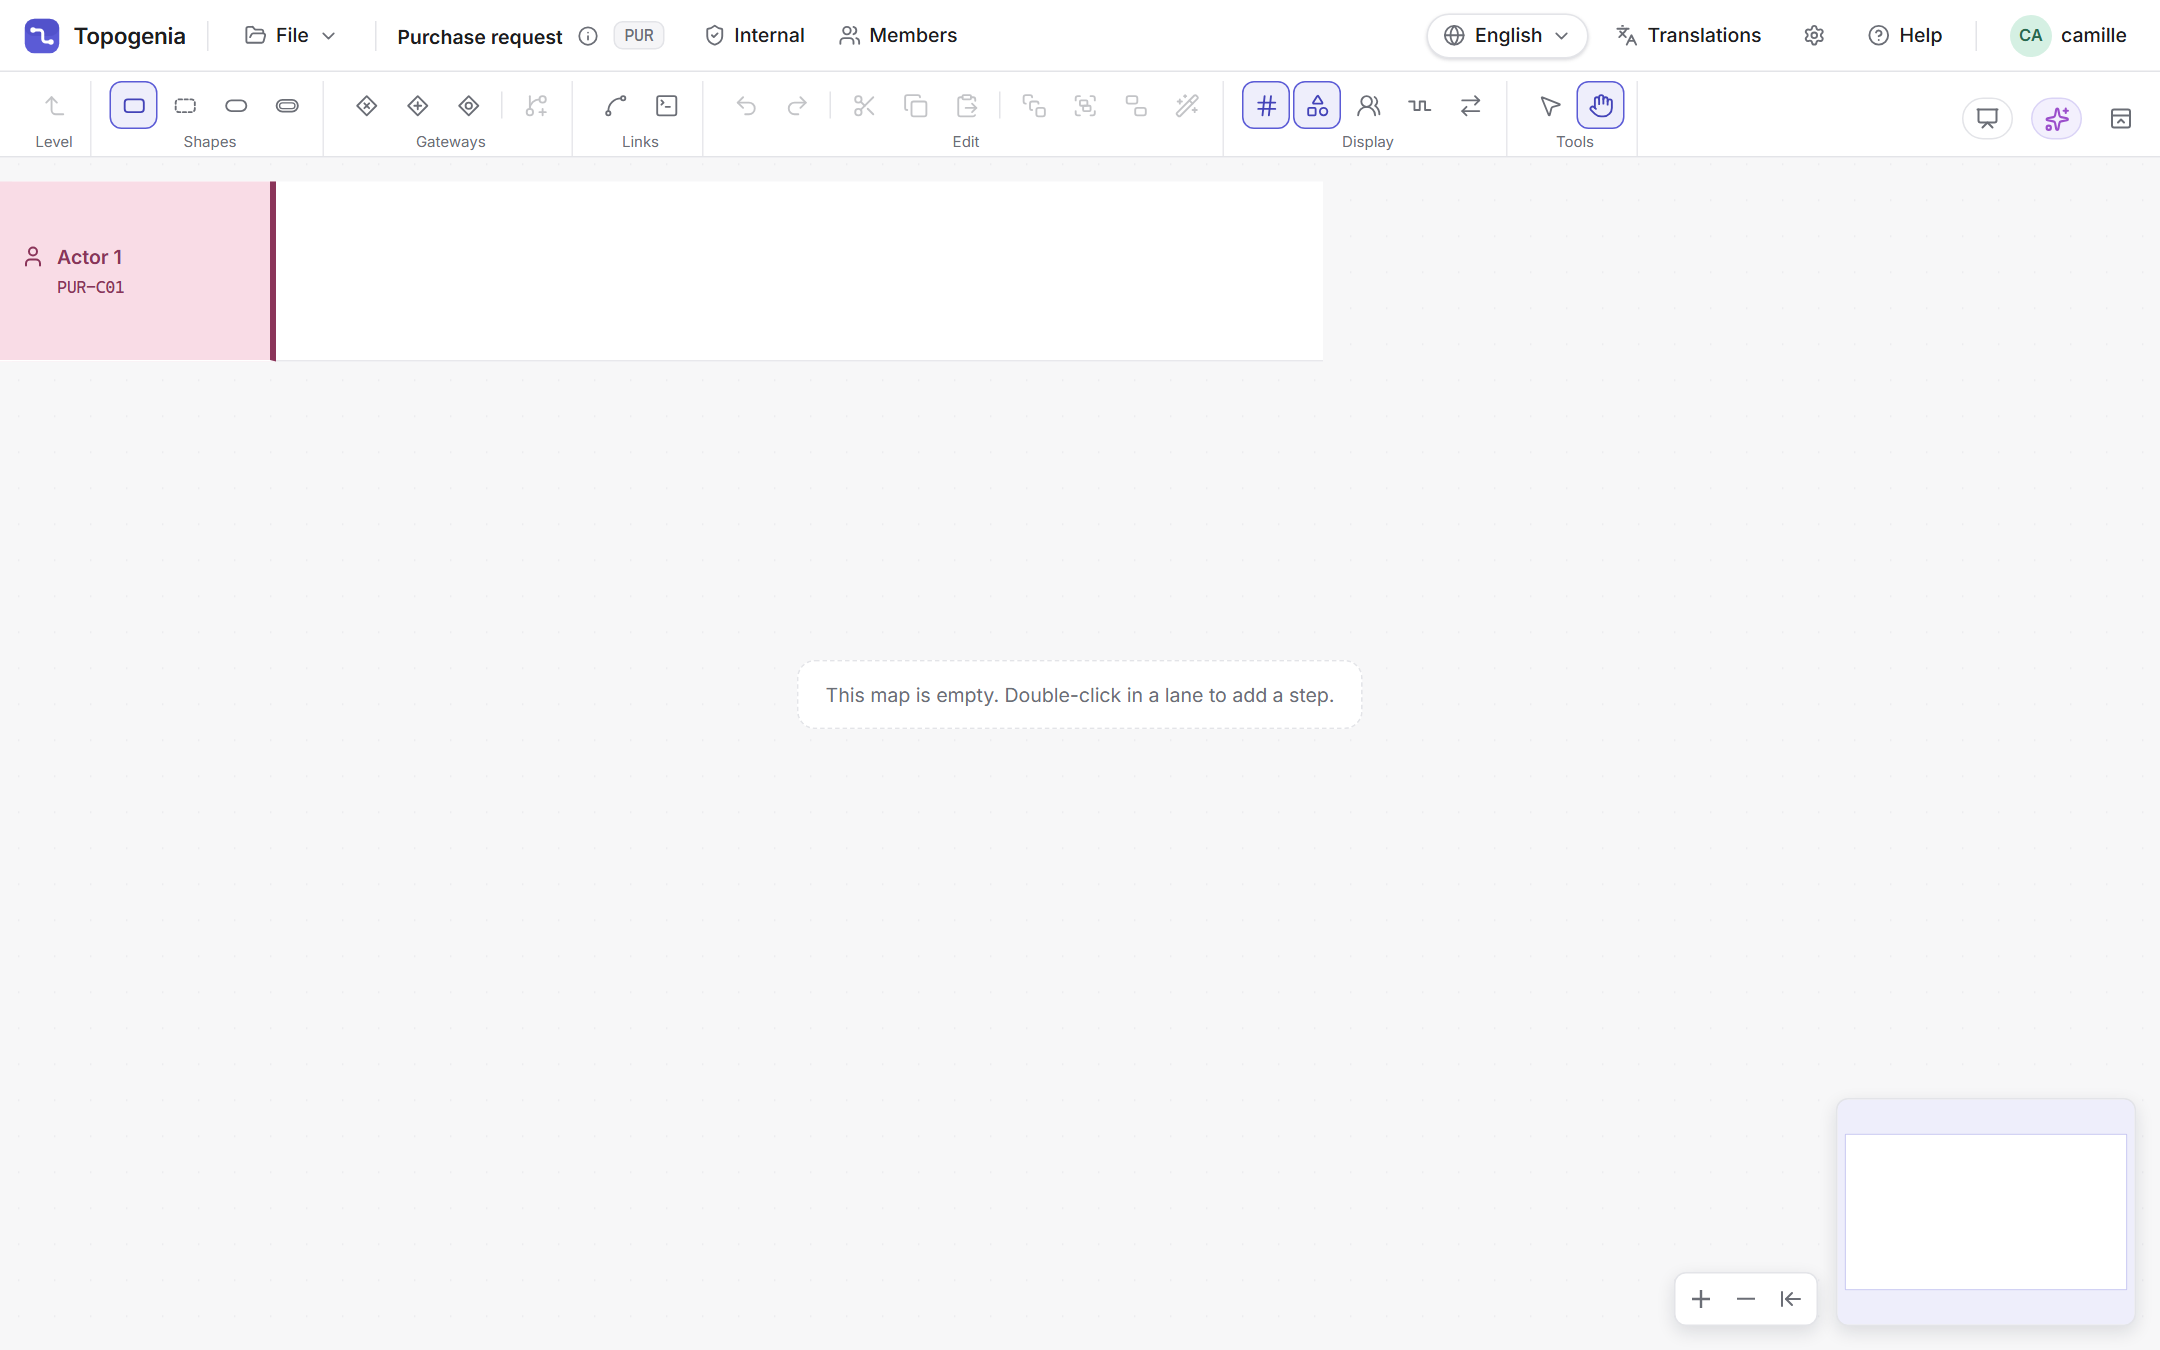 Topogenia
File
Purchase request
PUR
Internal
Members
English
Translations
Help
CA
camille
Level
Shapes
Gateways
Links
Edit
Display
Tools
Actor 1
PUR-C01
This map is empty. Double-click in a lane to add a step.